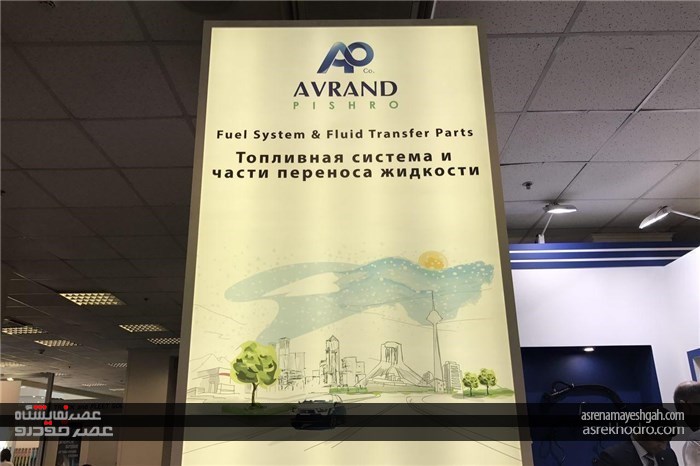 AP
Co.
AVRAND
PISHRO
Fuel System & Fluid Transfer Parts
Топливная система и
части переноса жидкости
عصر نمایشگاه
عصر خودرو
asrenamayeshgah.com
asrekhodro.com